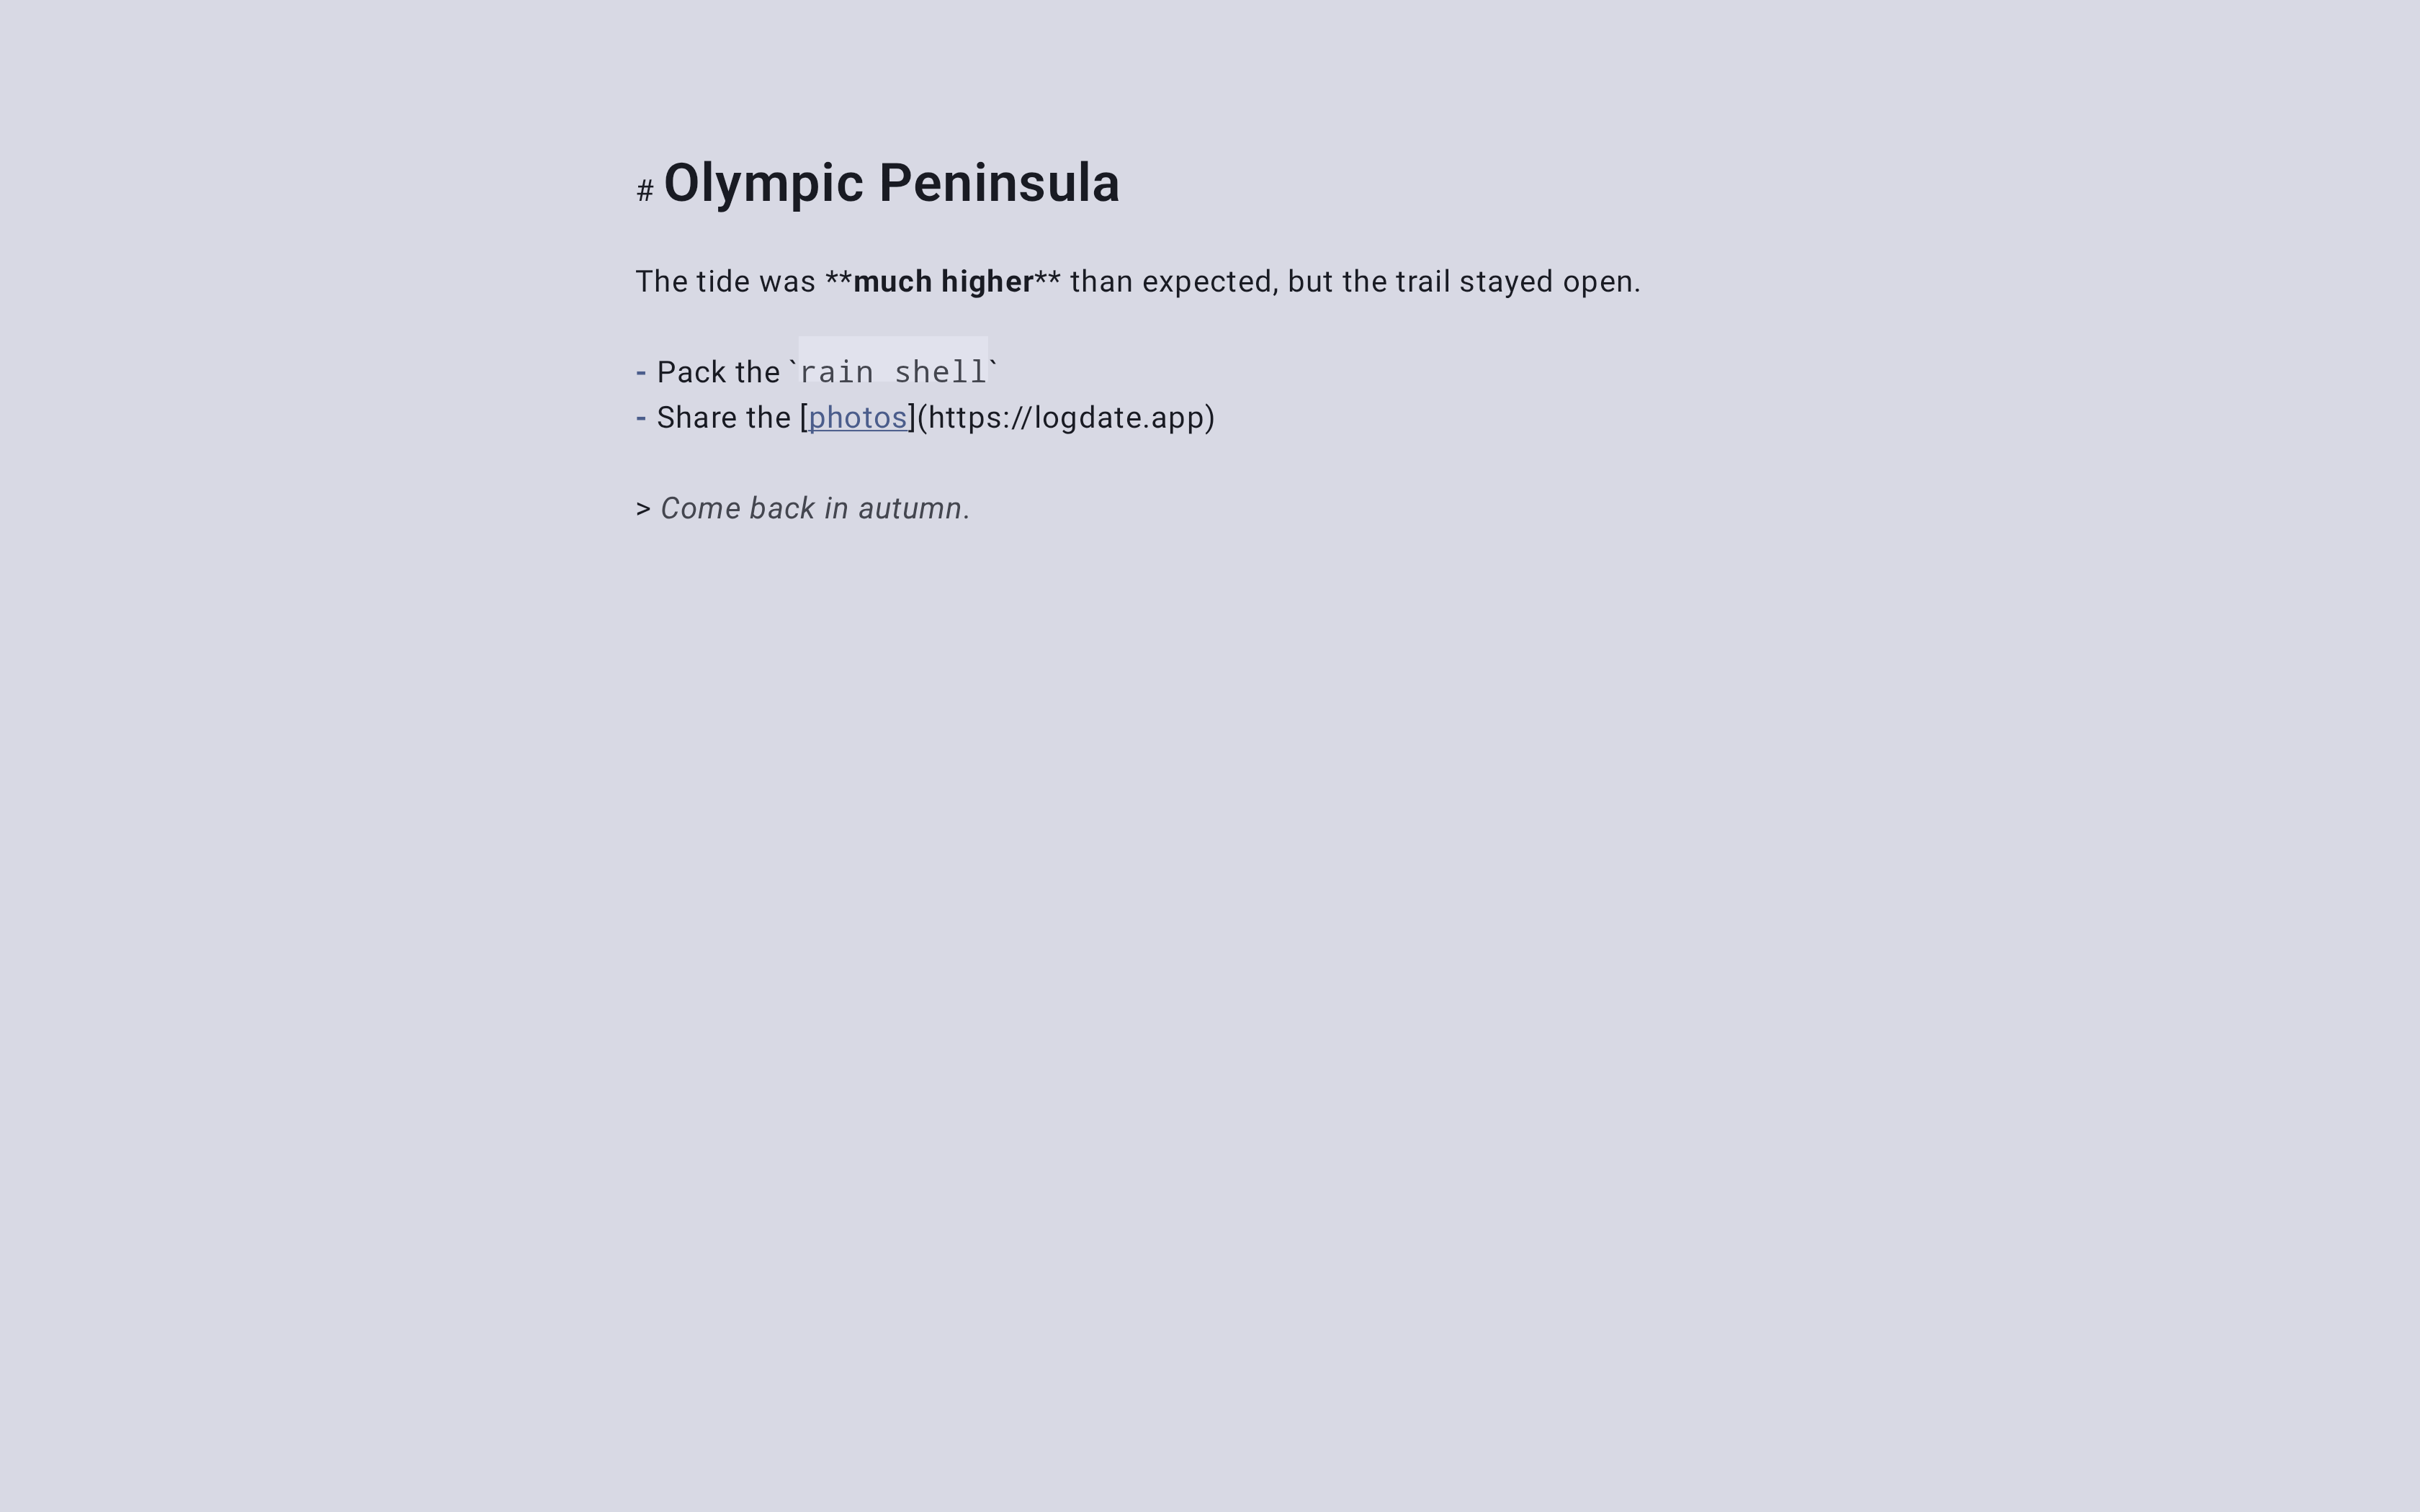 # Olympic Peninsula
The tide was **much higher** than expected, but the trail stayed open.
- Pack the `rain shell`
- Share the [photos](https://logdate.app)
> Come back in autumn.